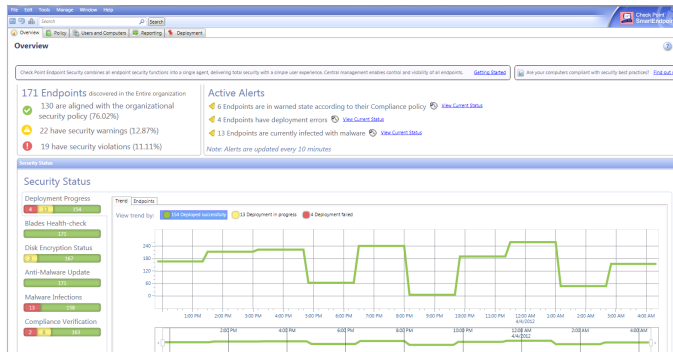 File Edit Tools Manage Window Help
Check Point
SmartEndpoint
Search Search
Overview Policy Users and Computers Reporting Deployment
Overview
Check Point Endpoint Security combines all endpoint security functions into a single agent, delivering total security with a simple user experience. Central management enables control and visibility of all endpoints. Getting Started
Are your computers compliant with security best practices? Find out
171 Endpoints discovered in the Entire organization
130 are aligned with the organizational
security policy (76.02%)
22 have security warnings (12.87%)
19 have security violations (11.11%)
Active Alerts
6 Endpoints are in warned state according to their Compliance policy View Current Status
4 Endpoints have deployment errors View Current Status
13 Endpoints are currently infected with malware View Current Status
Note: Alerts are updated every 10 minutes
Security Status
Security Status
Deployment Progress
4 13 154
Blades Health-check
171
Disk Encryption Status
167
Anti-Malware Update
171
Malware Infections
13 158
Compliance Verification
2 163
Trend Endpoints
View trend by: 154 Deployed successfully 13 Deployment in progress 4 Deployment failed
240
180
120
60
0
1:00 PM 2:00 PM 3:00 PM 4:00 PM 5:00 PM 6:00 PM 7:00 PM 8:00 PM 9:00 PM 10:00 PM 11:00 PM 12:00 AM 1:00 AM 2:00 AM 3:00 AM 4:00 AM
4/4/2012
2:00 PM 4:00 PM 6:00 PM 8:00 PM 10:00 PM 12:00 AM 2:00 AM 4:00 AM
4/4/2012